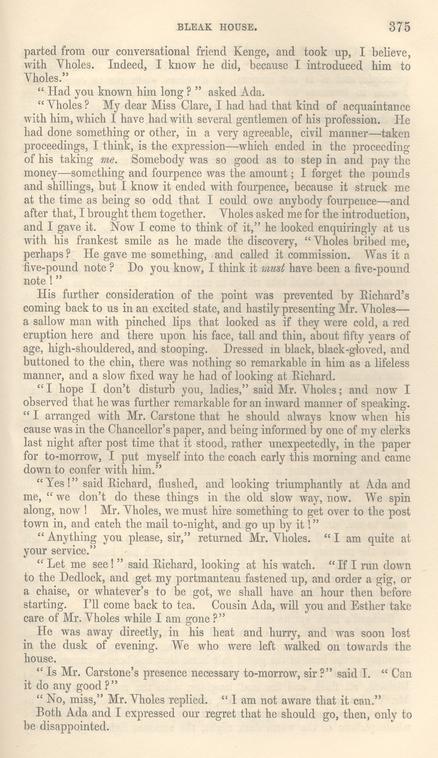 BLEAK HOUSE. 375
parted from our conversational friend Kenge, and took up, I believe,
with Vholes. Indeed, I know he did, because I introduced him to
Vholes."
"Had you known him long?" asked Ada.
"Vholes? My dear Miss Clare, I had had that kind of acquaintance
with him, which I have had with several gentlemen of his profession. He
had done something or other, in a very agreeable, civil manner—taken
proceedings, I think, is the expression—which ended in the proceeding
of his taking me. Somebody was so good as to step in and pay the
money—something and fourpence was the amount; I forget the pounds
and shillings, but I know it ended with fourpence, because it struck me
at the time as being so odd that I could owe anybody fourpence—and
after that, I brought them together. Vholes asked me for the introduction,
and I gave it. Now I come to think of it," he looked enquiringly at us
with his frankest smile as he made the discovery, "Vholes bribed me,
perhaps? He gave me something, and called it commission. Was it a
five-pound note? Do you know, I think it must have been a five-pound
note!"
His further consideration of the point was prevented by Richard's
coming back to us in an excited state, and hastily presenting Mr. Vholes—
a sallow man with pinched lips that looked as if they were cold, a red
eruption here and there upon his face, tall and thin, about fifty years of
age, high-shouldered, and stooping. Dressed in black, black-gloved, and
buttoned to the chin, there was nothing so remarkable in him as a lifeless
manner, and a slow fixed way he had of looking at Richard.
"I hope I don't disturb you, ladies," said Mr. Vholes; and now I
observed that he was further remarkable for an inward manner of speaking.
"I arranged with Mr. Carstone that he should always know when his
cause was in the Chancellor's paper, and being informed by one of my clerks
last night after post time that it stood, rather unexpectedly, in the paper
for to-morrow, I put myself into the coach early this morning and came
down to confer with him."
"Yes!" said Richard, flushed, and looking triumphantly at Ada and
me, "we don't do these things in the old slow way, now. We spin
along, now! Mr. Vholes, we must hire something to get over to the post
town in, and catch the mail to-night, and go up by it!"
"Anything you please, sir," returned Mr. Vholes. "I am quite at
your service."
"Let me see!" said Richard, looking at his watch. "If I run down
to the Dedlock, and get my portmanteau fastened up, and order a gig, or
a chaise, or whatever's to be got, we shall have an hour then before
starting. I'll come back to tea. Cousin Ada, will you and Esther take
care of Mr. Vholes while I am gone?"
He was away directly, in his heat and hurry, and was soon lost
in the dusk of evening. We who were left walked on towards the
house.
"Is Mr. Carstone's presence necessary to-morrow, sir?" said I. "Can
it do any good?"
"No, miss," Mr. Vholes replied. "I am not aware that it can."
Both Ada and I expressed our regret that he should go, then, only to
be disappointed.